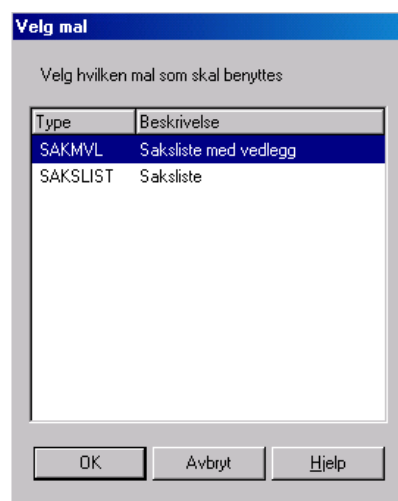 Velg mal
Velg hvilken mal som skal benyttes
Type Beskrivelse
SAKMVL Saksliste med vedlegg
SAKSLIST Saksliste
OK Avbryt Hjelp